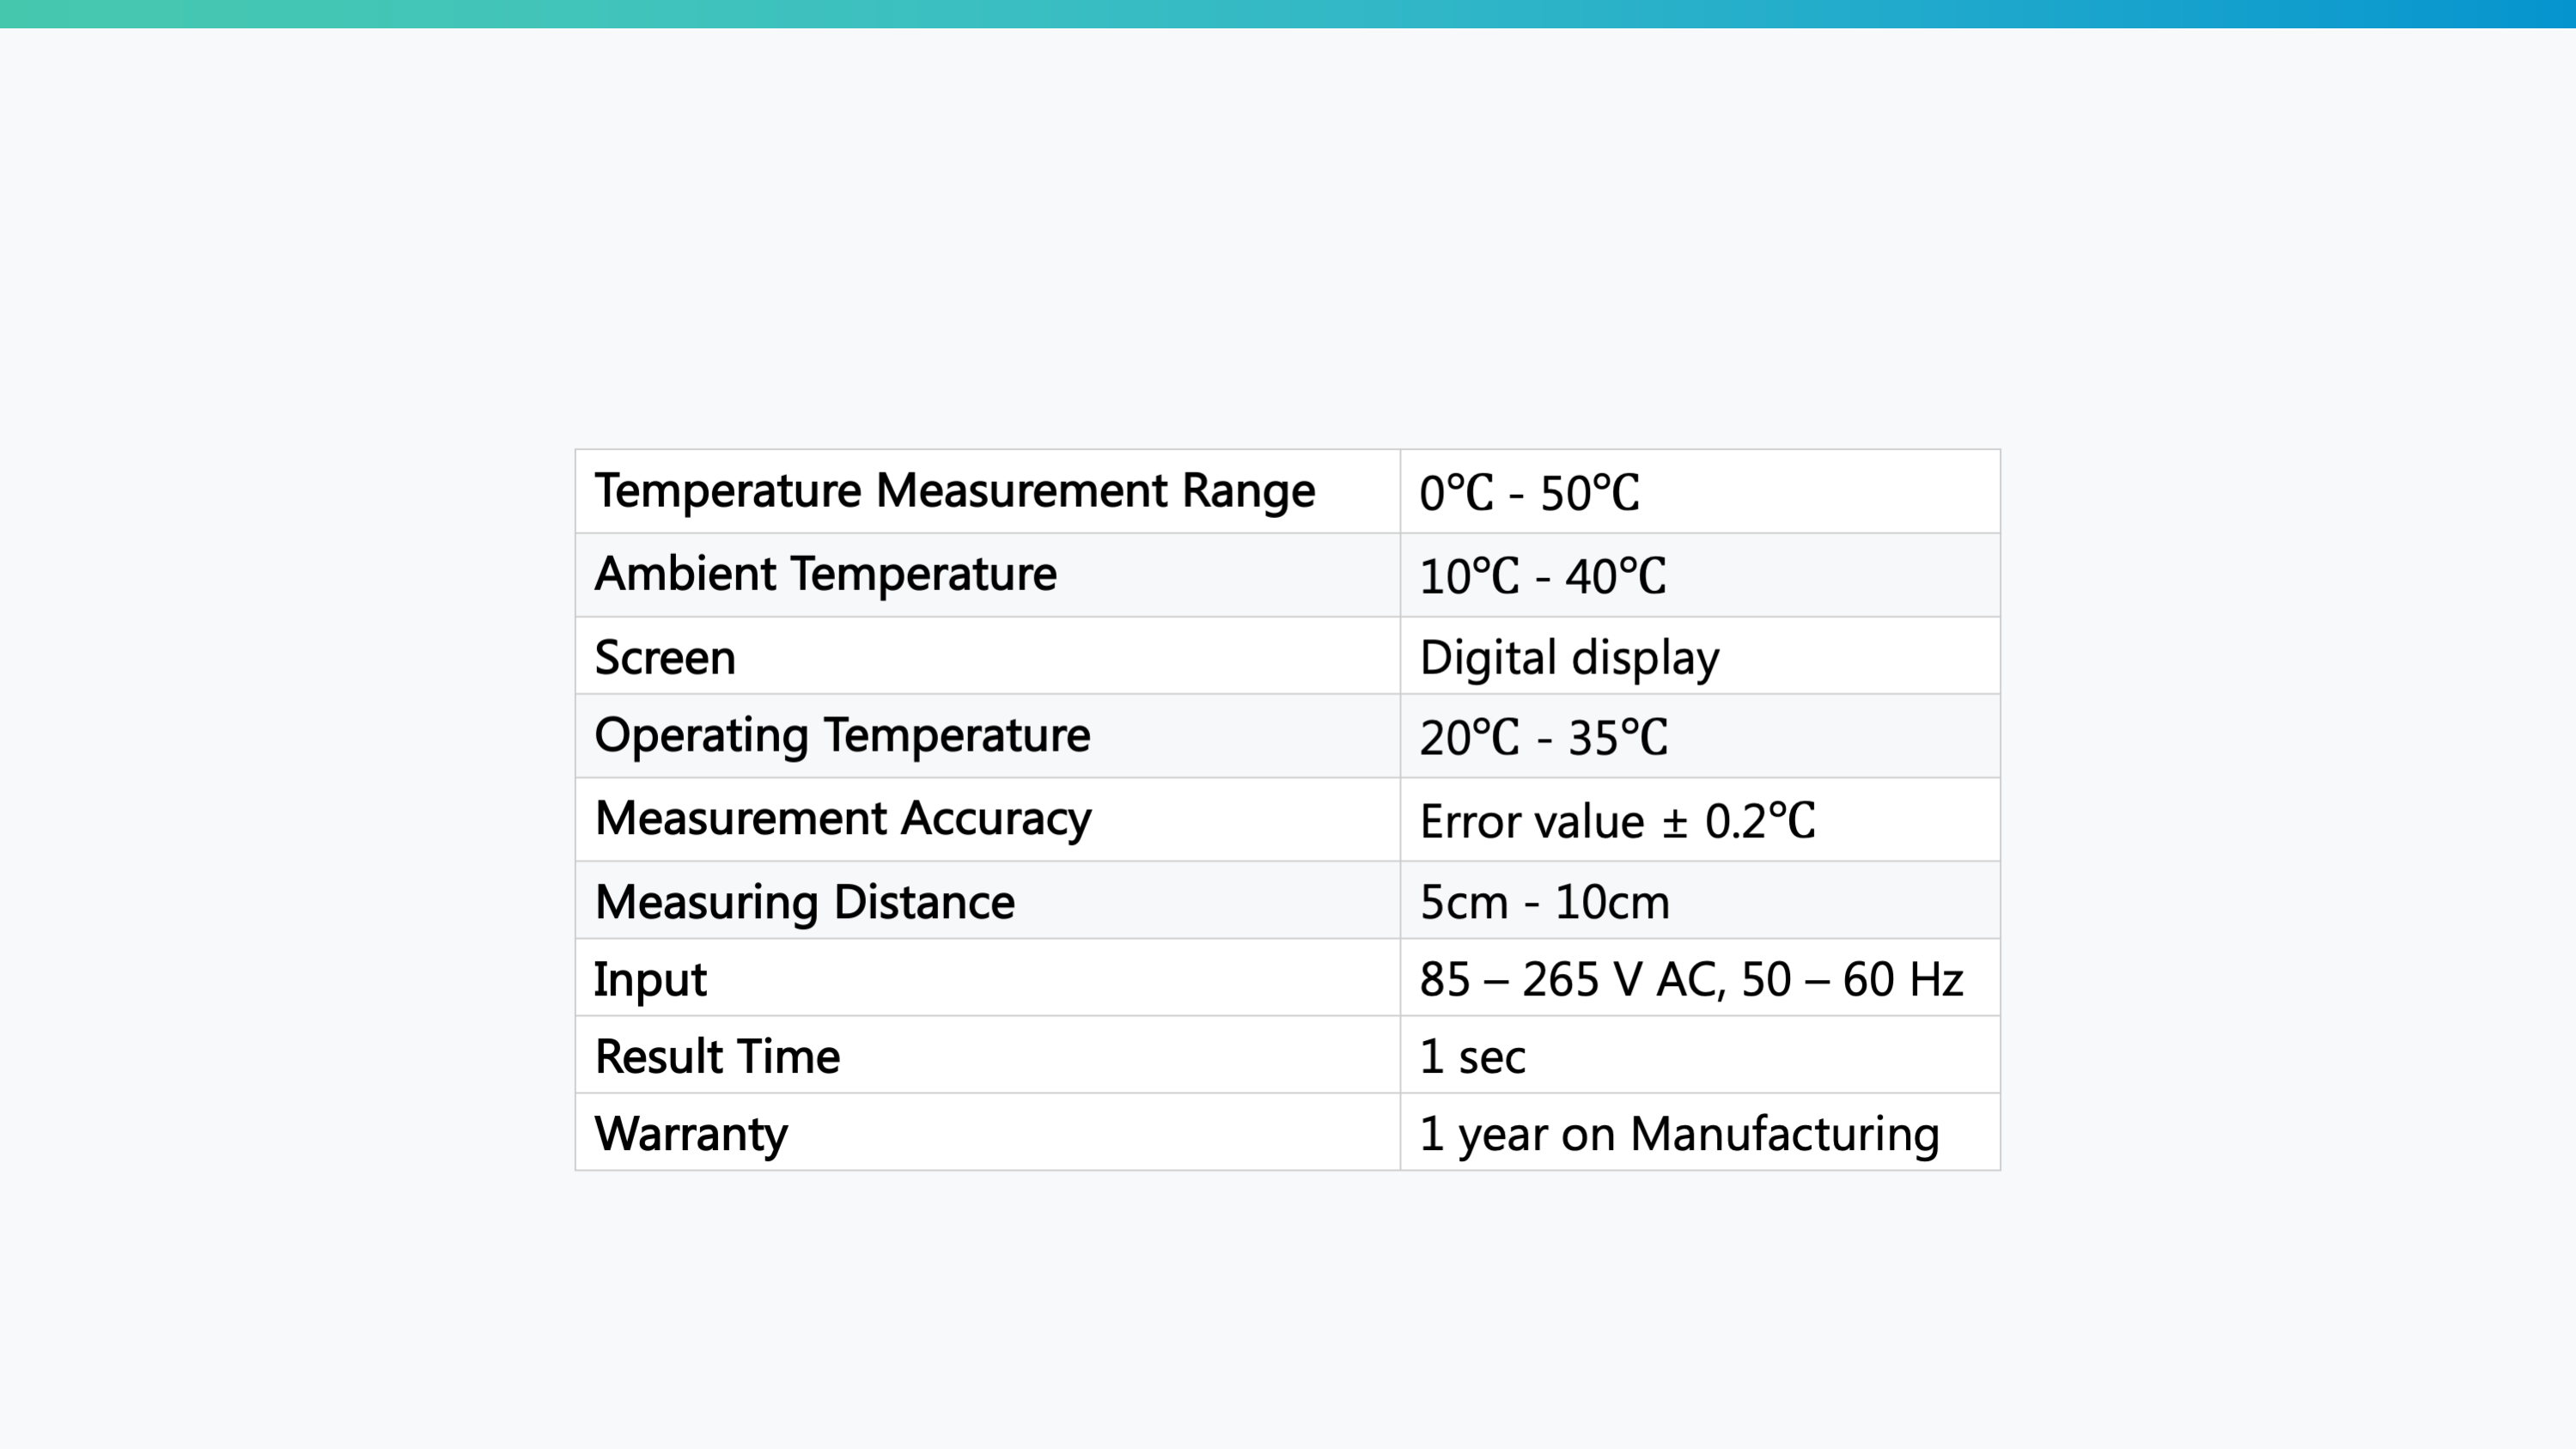 Temperature Measurement Range 0℃ - 50℃
Ambient Temperature 10℃ - 40℃
Screen Digital display
Operating Temperature 20℃ - 35℃
Measurement Accuracy Error value ± 0.2℃
Measuring Distance 5cm - 10cm
Input 85 – 265 V AC, 50 – 60 Hz
Result Time 1 sec
Warranty 1 year on Manufacturing